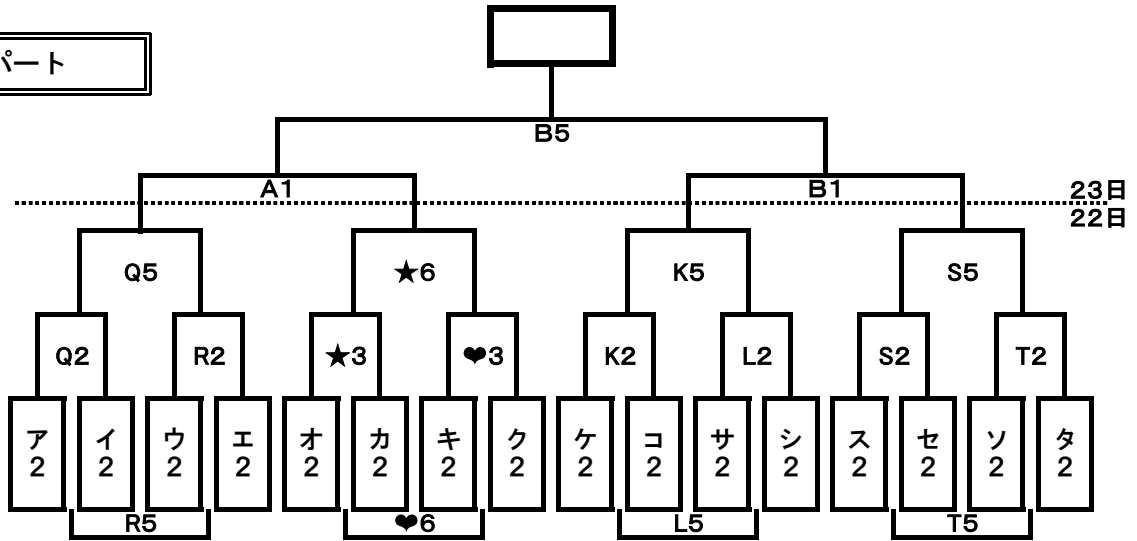 パート
B5
A1 B1
23日
22日
Q5 ★6 K5 S5
Q2 R2 ★3 ❤3 K2 L2 S2 T2
ア2 イ2 ウ2 エ2 オ2 カ2 キ2 ク2 ケ2 コ2 サ2 シ2 ス2 セ2 ソ2 タ2
R5 ❤6 L5 T5